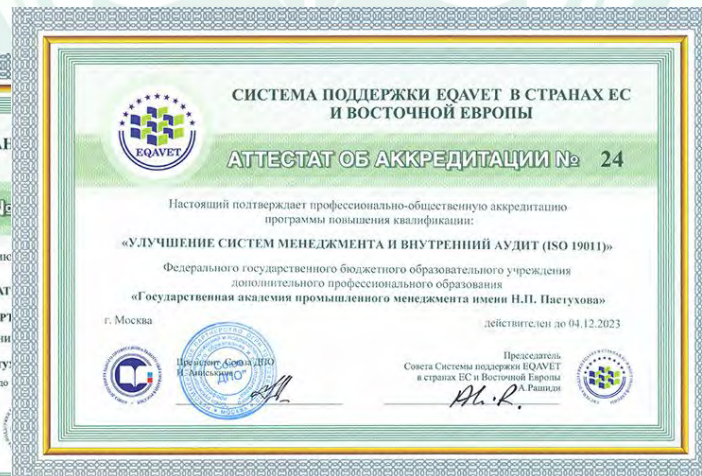 СИСТЕМА ПОДДЕРЖКИ EQAVET В СТРАНАХ ЕС
И ВОСТОЧНОЙ ЕВРОПЫ
EQAVET
АТТЕСТАТ ОБ АККРЕДИТАЦИИ № 24
Настоящий подтверждает профессионально-общественную аккредитацию
программы повышения квалификации:
«УЛУЧШЕНИЕ СИСТЕМ МЕНЕДЖМЕНТА И ВНУТРЕННИЙ АУДИТ (ISO 19011)»
Федерального государственного бюджетного образовательного учреждения
дополнительного профессионального образования
«Государственная академия промышленного менеджмента имени Н.П. Пастухова»
г. Москва
действителен до 04.12.2023
Президент Союза ДПО
Н. Аниськина
"Союз
ДПО"
Председатель
Совета Системы поддержки EQAVET
в странах ЕС и Восточной Европы
А.Рашиди